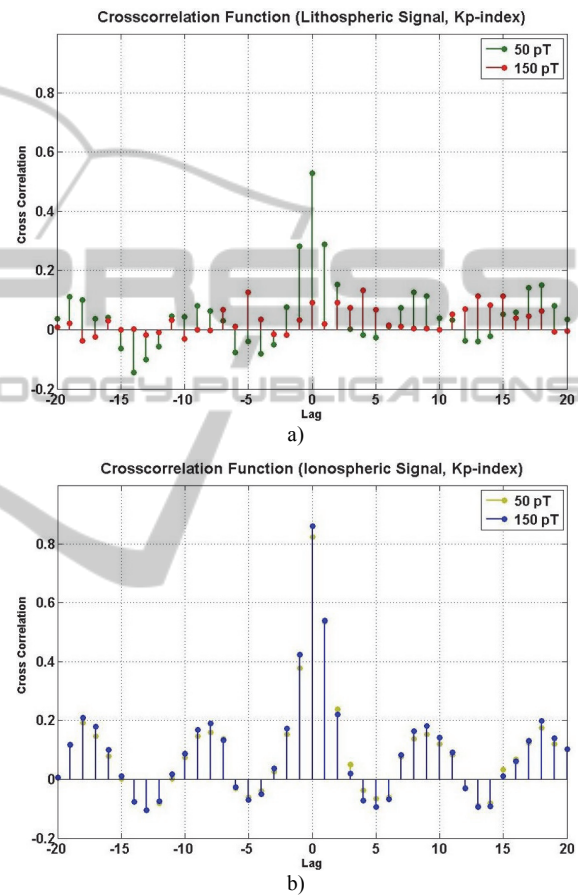 Crosscorrelation Function (Lithospheric Signal, Kp-index)
50 pT
150 pT
0.8
0.6
0.4
0.2
0
-0.2
Cross Correlation
-20 -15 -10 -5 0 5 10 15 20
Lag
a)
PRESS
OLOGY PUBLICATIONS
Crosscorrelation Function (Ionospheric Signal, Kp-index)
50 pT
150 pT
0.8
0.6
0.4
0.2
0
-0.2
Cross Correlation
-20 -15 -10 -5 0 5 10 15 20
Lag
b)